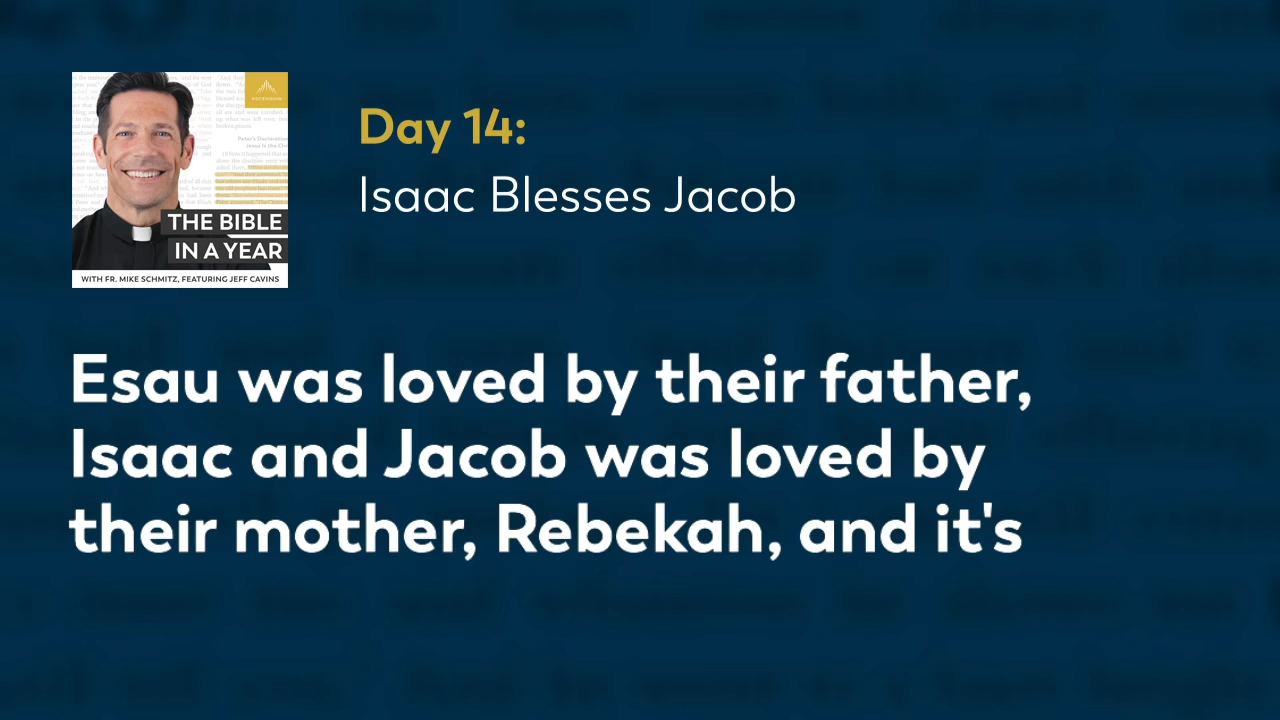 ASCENSION
THE BIBLE
IN A YEAR
WITH FR. MIKE SCHMITZ, FEATURING JEFF CAVINS
Day 14:
Isaac Blesses Jacob
Esau was loved by their father,
Isaac and Jacob was loved by
their mother, Rebekah, and it's